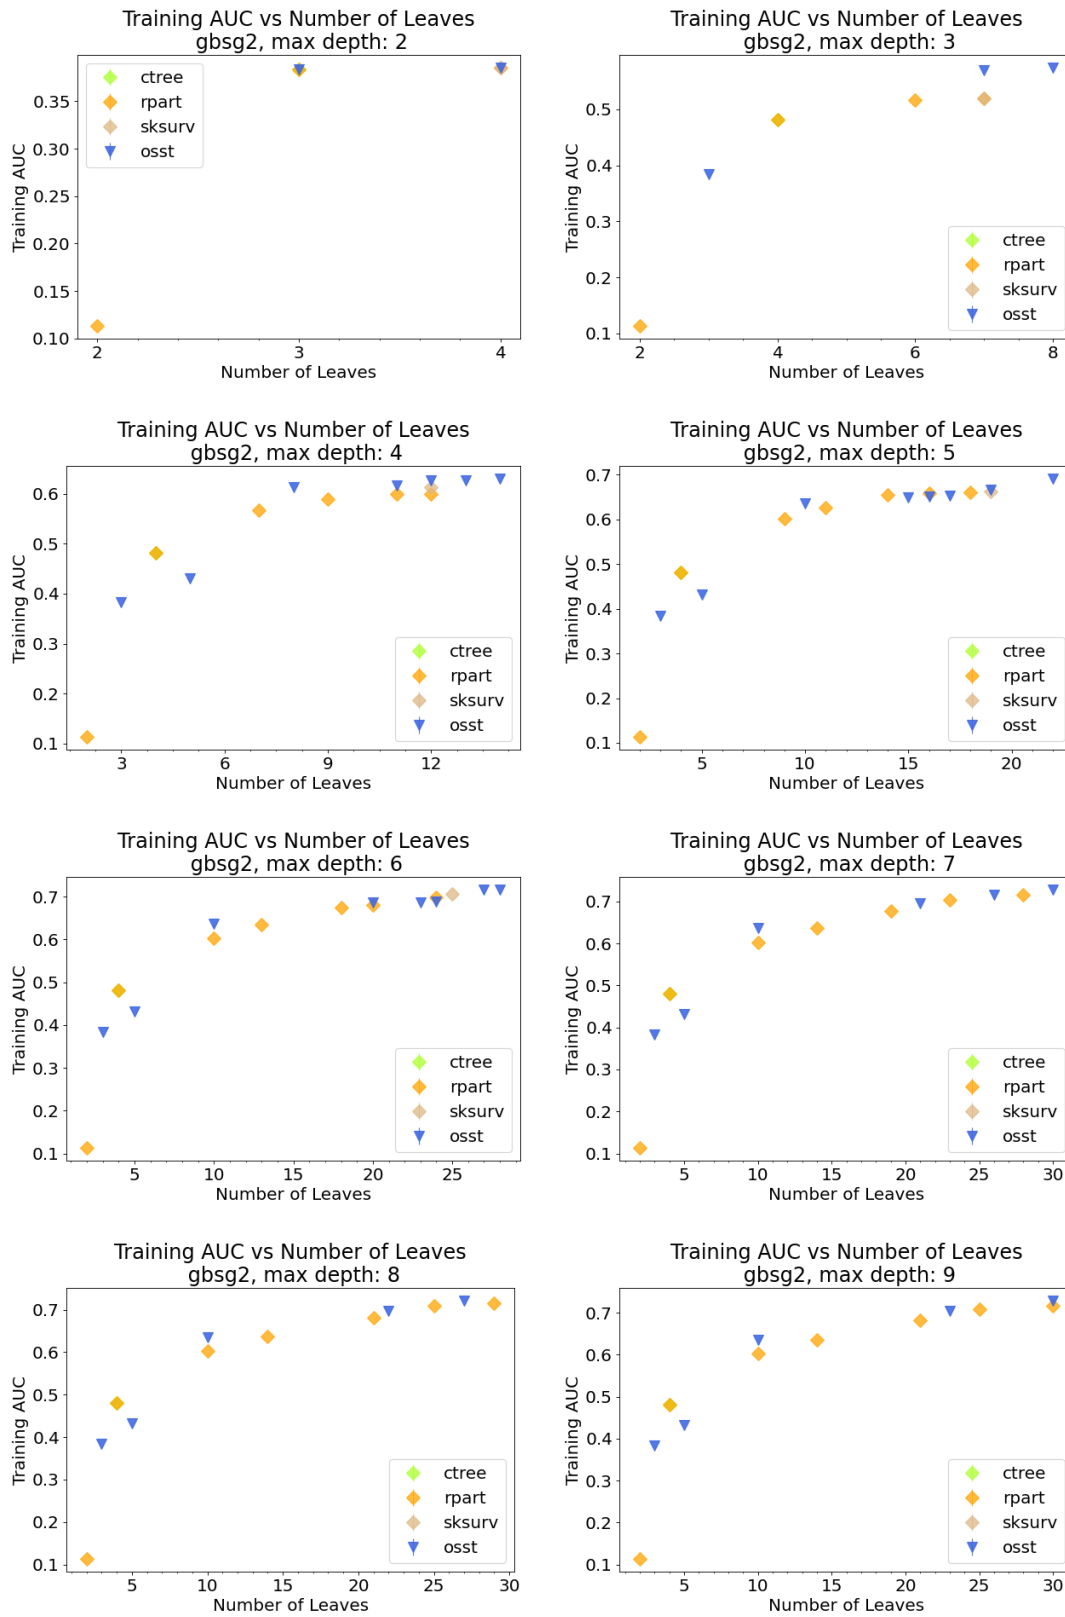 Training AUC vs Number of Leaves
gbsg2, max depth: 2
0.35
0.30
0.25
0.20
0.15
0.10
Training AUC
ctree
rpart
sksurv
osst
2
3
4
Number of Leaves
Training AUC vs Number of Leaves
gbsg2, max depth: 3
0.5
0.4
0.3
0.2
0.1
Training AUC
ctree
rpart
sksurv
osst
2
4
6
8
Number of Leaves
Training AUC vs Number of Leaves
gbsg2, max depth: 4
0.6
0.5
0.4
0.3
0.2
0.1
Training AUC
ctree
rpart
sksurv
osst
3
6
9
12
Number of Leaves
Training AUC vs Number of Leaves
gbsg2, max depth: 5
0.7
0.6
0.5
0.4
0.3
0.2
0.1
Training AUC
ctree
rpart
sksurv
osst
5
10
15
20
Number of Leaves
Training AUC vs Number of Leaves
gbsg2, max depth: 6
0.7
0.6
0.5
0.4
0.3
0.2
0.1
Training AUC
ctree
rpart
sksurv
osst
5
10
15
20
25
Number of Leaves
Training AUC vs Number of Leaves
gbsg2, max depth: 7
0.7
0.6
0.5
0.4
0.3
0.2
0.1
Training AUC
ctree
rpart
sksurv
osst
5
10
15
20
25
30
Number of Leaves
Training AUC vs Number of Leaves
gbsg2, max depth: 8
0.7
0.6
0.5
0.4
0.3
0.2
0.1
Training AUC
ctree
rpart
sksurv
osst
5
10
15
20
25
30
Number of Leaves
Training AUC vs Number of Leaves
gbsg2, max depth: 9
0.7
0.6
0.5
0.4
0.3
0.2
0.1
Training AUC
ctree
rpart
sksurv
osst
5
10
15
20
25
30
Number of Leaves